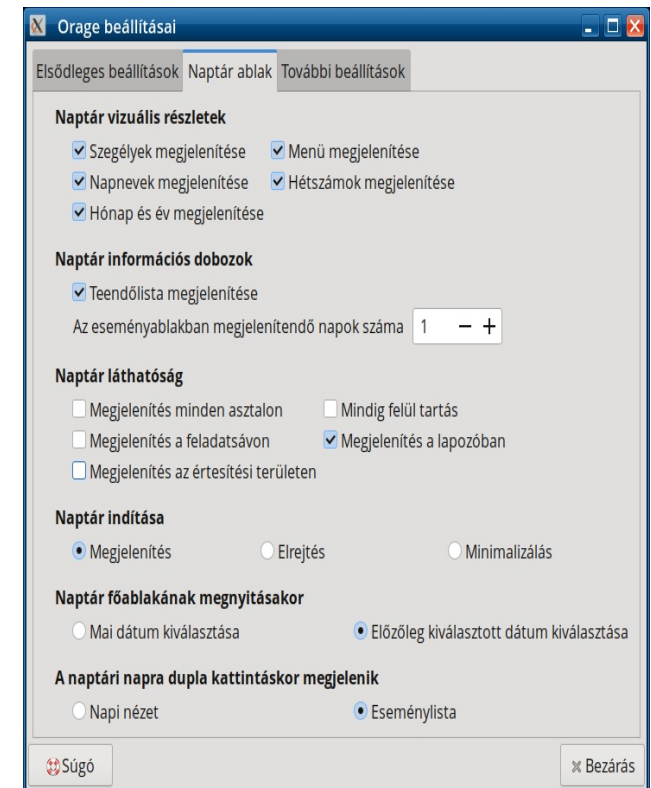 Orage beállításai
Elsődleges beállítások Naptár ablak További beállítások
Naptár vizuális részletek
Szegélyek megjelenítése Menü megjelenítése
Napnevek megjelenítése Hétszámok megjelenítése
Hónap és év megjelenítése
Naptár információs dobozok
Teendőlista megjelenítése
Az eseményablakban megjelenítendő napok száma 1
Naptár láthatóság
Megjelenítés minden asztalon Mindig felül tartás
Megjelenítés a feladatsávon Megjelenítés a lapozóban
Megjelenítés az értesítési területen
Naptár indítása
Megjelenítés Elrejtés Minimalizálás
Naptár főablakának megnyitásakor
Mai dátum kiválasztása Előzőleg kiválasztott dátum kiválasztása
A naptári napra dupla kattintáskor megjelenik
Napi nézet Eseménylista
Súgó Bezárás